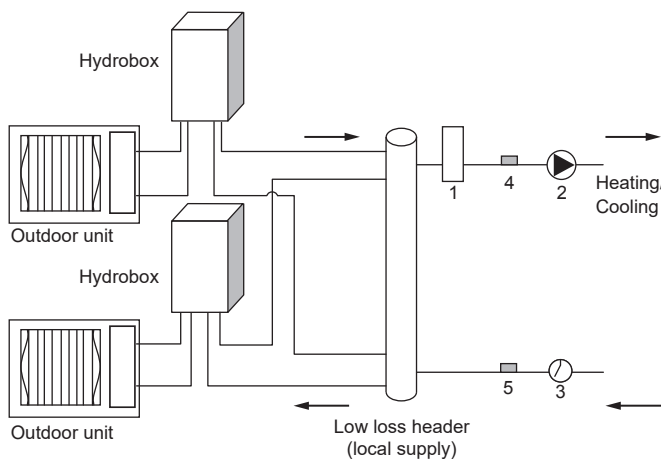 Hydrobox
Outdoor unit
Hydrobox
Outdoor unit
1
4
2
Heating/
Cooling
5
3
Low loss header
(local supply)